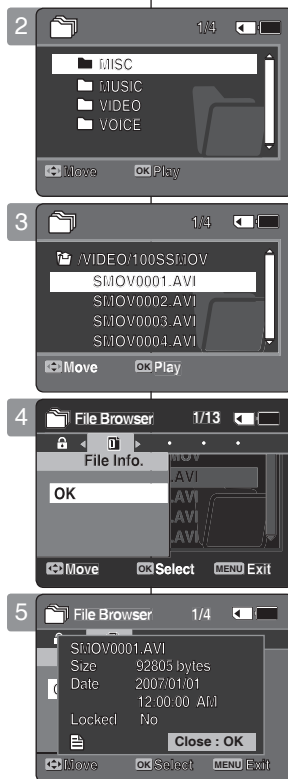 2
1/4
MISC
MUSIC
VIDEO
VOICE
Move OK Play
3
1/4
/VIDEO/100SSMOV
SMOV0001.AVI
SMOV0002.AVI
SMOV0003.AVI
SMOV0004.AVI
Move OK Play
4
File Browser 1/13
File Info.
OK
.AVI
.AVI
.AVI
.AVI
Move OK Select MENU Exit
5
File Browser 1/4
SMOV0001.AVI
Size 92805 bytes
Date 2007/01/01
12:00:00 AM
Locked No
Close : OK
Move OK Select MENU Exit